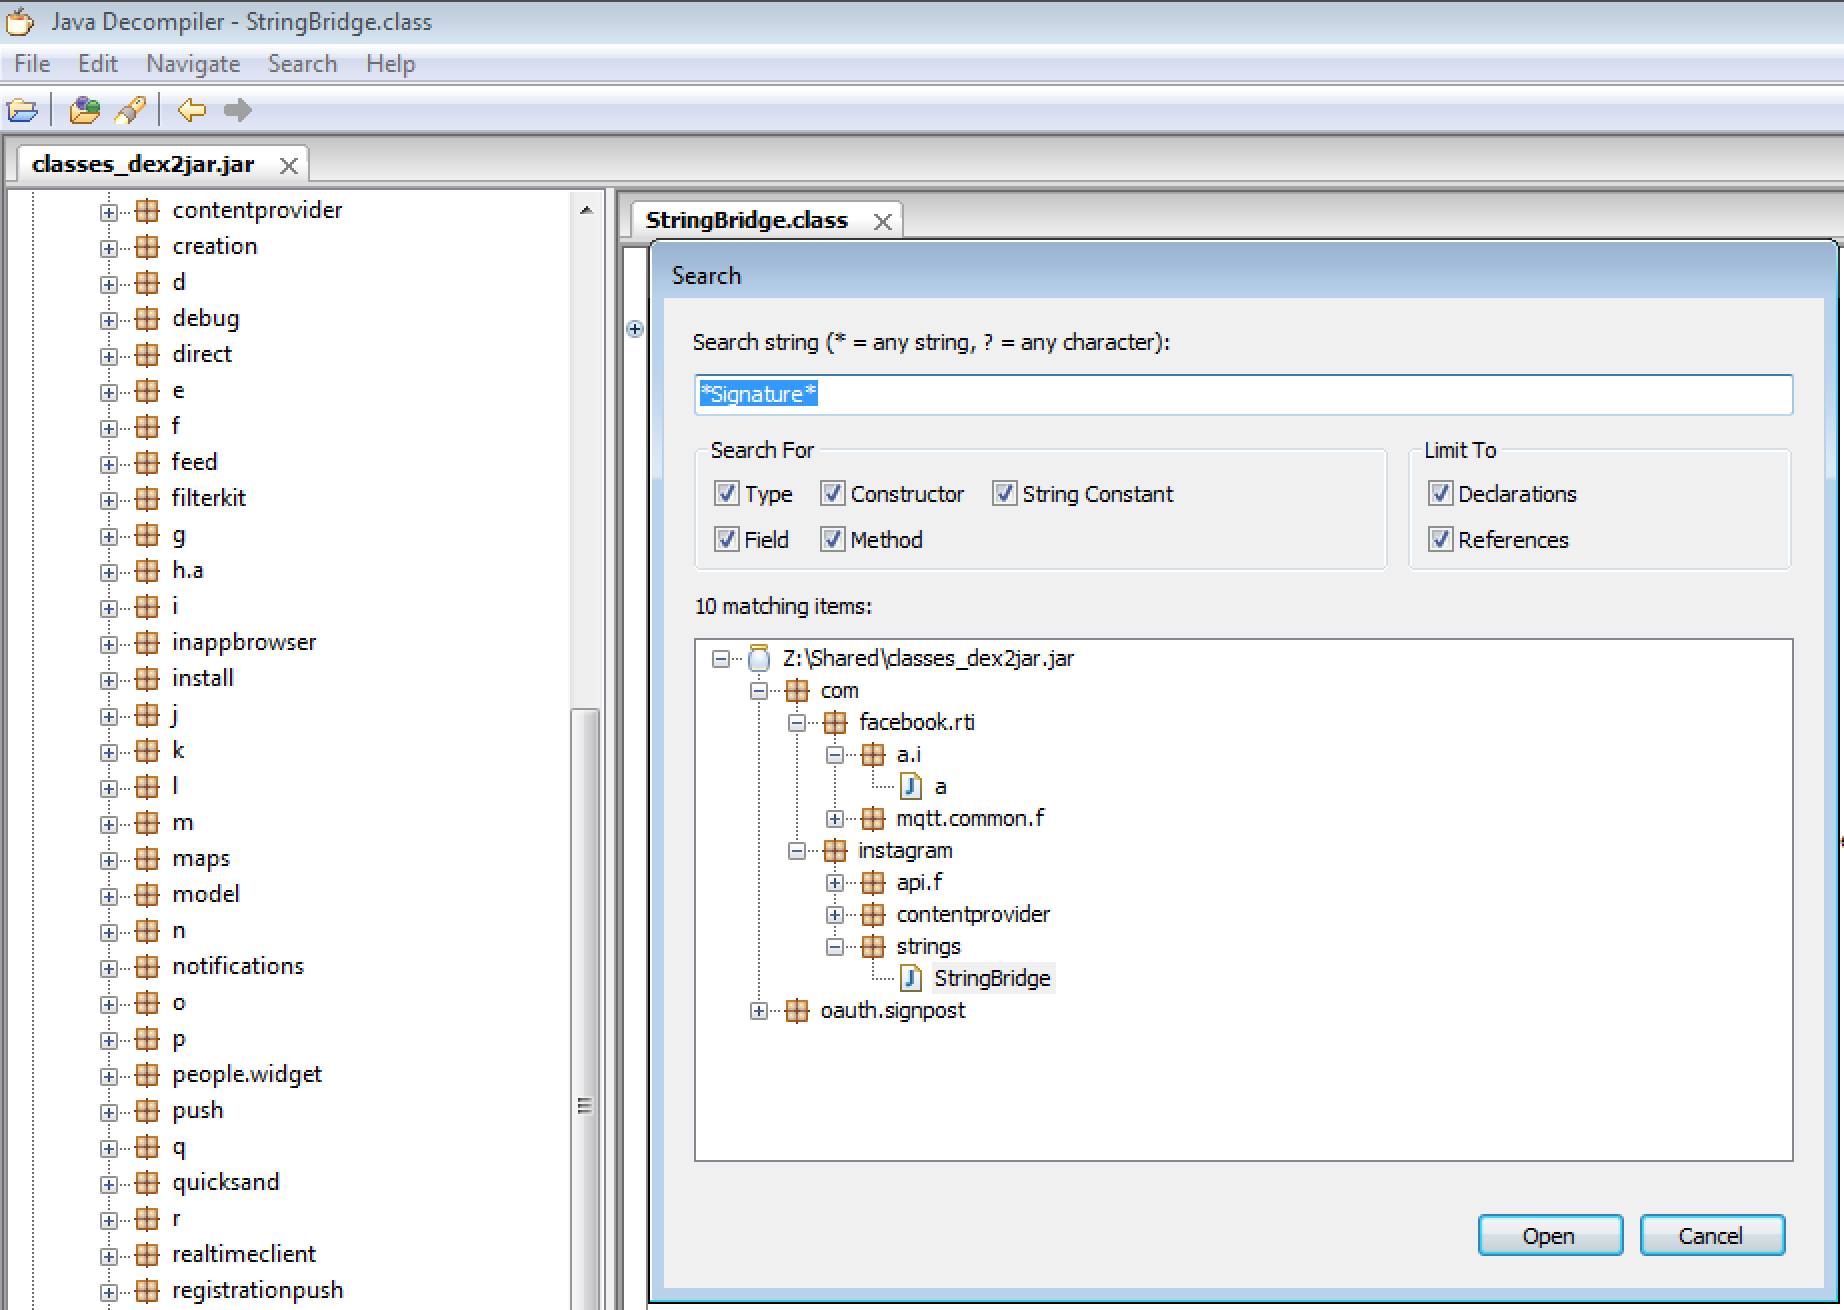 Java Decompiler - StringBridge.class
File Edit Navigate Search Help
classes_dex2jar.jar
contentprovider
creation
d
debug
direct
e
f
feed
filterkit
g
h.a
i
inappbrowser
install
j
k
l
m
maps
model
n
notifications
o
p
people.widget
push
q
quicksand
r
realtimeclient
registrationpush
StringBridge.class
Search
Search string (* = any string, ? = any character):
*Signature*
Search For
Type Constructor String Constant
Field Method
Limit To
Declarations
References
10 matching items:
Z:\Shared\classes_dex2jar.jar
com
facebook.rti
a.i
a
mqtt.common.f
instagram
api.f
contentprovider
strings
StringBridge
oauth.signpost
Open Cancel